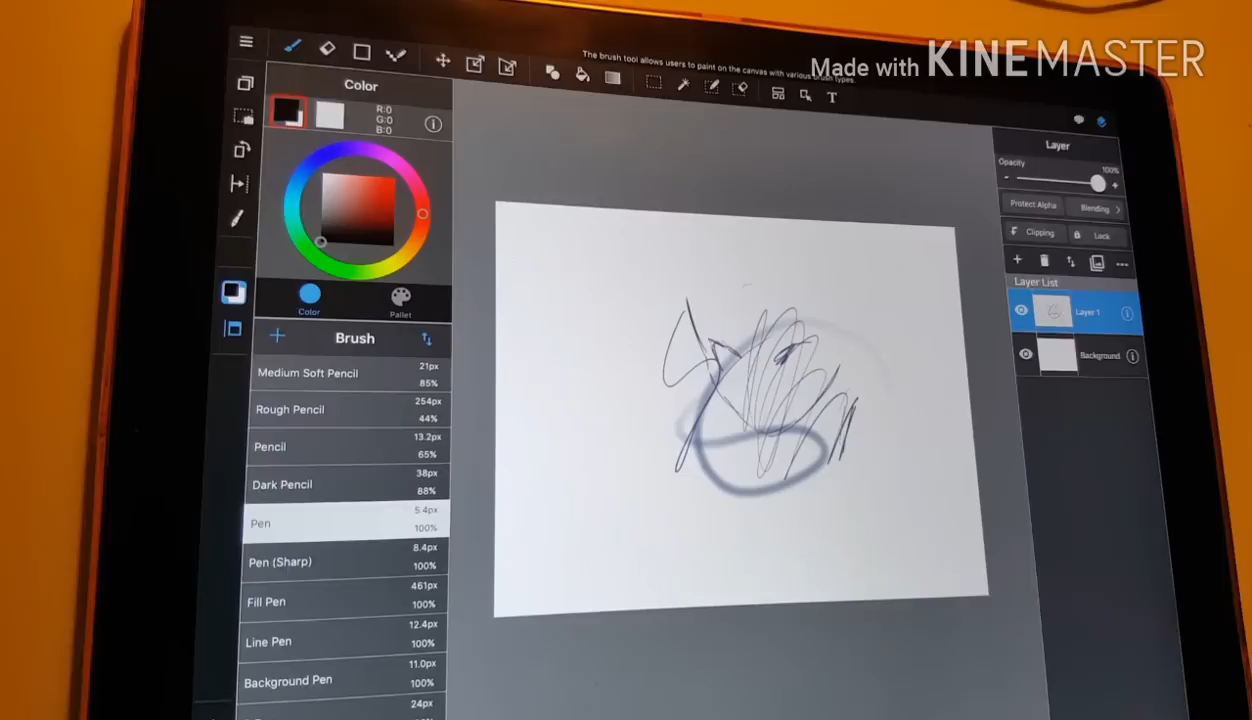 The brush tool allows users to paint on the canvas with various brush types.
Made with KINEMASTER
T
Color
R:0
G:0
B:0
Color
Pallet
Brush
Medium Soft Pencil 21px 85%
Rough Pencil 254px 44%
Pencil 13.2px 65%
Dark Pencil 38px 88%
Pen 5.4px 100%
Pen (Sharp) 8.4px 100%
Fill Pen 461px 100%
Line Pen 12.4px 100%
Background Pen 11.0px 100%
24px
Layer
Opacity 100%
- +
Protect Alpha Blending
Clipping Lock
Layer List
Layer 1
Background